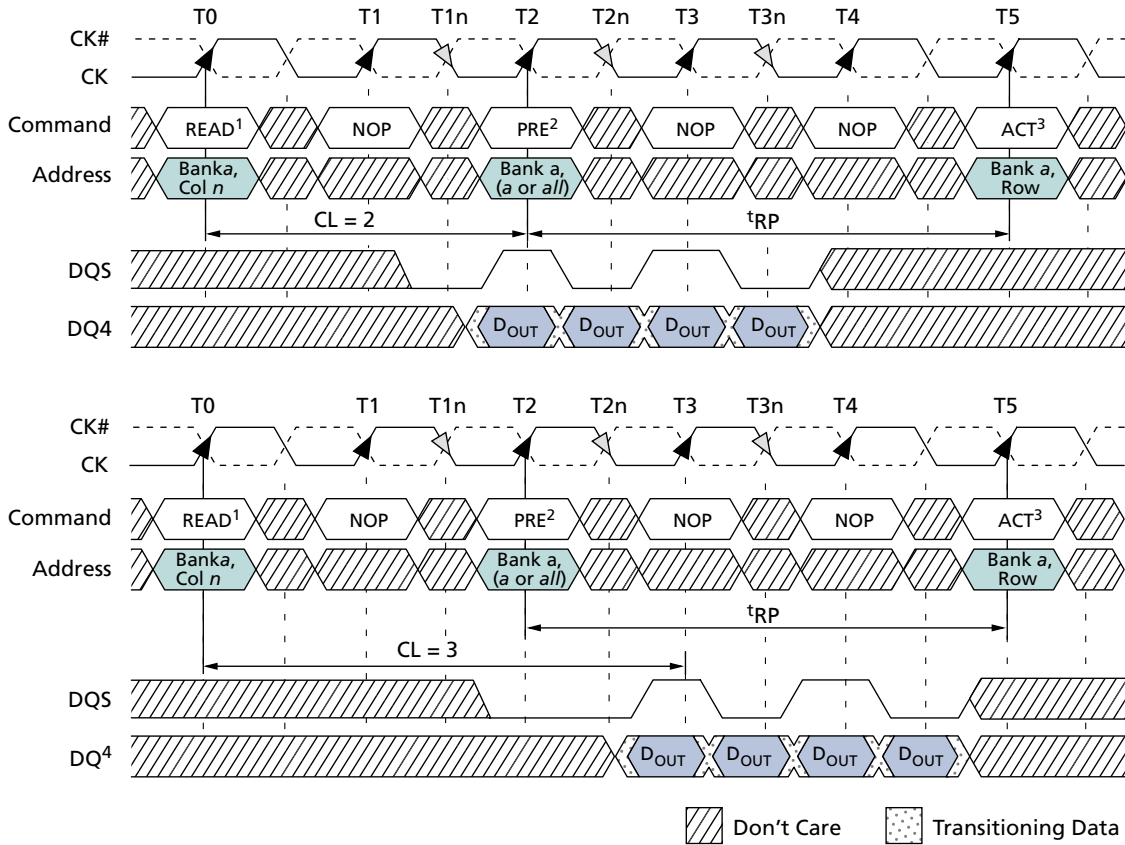 T0 T1 T1n T2 T2n T3 T3n T4 T5
CK#
CK
Command READ1 NOP PRE2 NOP NOP ACT3
Address Banka, Bank a, Bank a,
Col n (a or all) Row
CL = 2 tRP
DQS
DQ4 DOUT DOUT DOUT DOUT
T0 T1 T1n T2 T2n T3 T3n T4 T5
CK#
CK
Command READ1 NOP PRE2 NOP NOP ACT3
Address Banka, Bank a, Bank a,
Col n (a or all) Row
tRP
CL = 3
DQS
DQ4 DOUT DOUT DOUT DOUT
Don't Care Transitioning Data